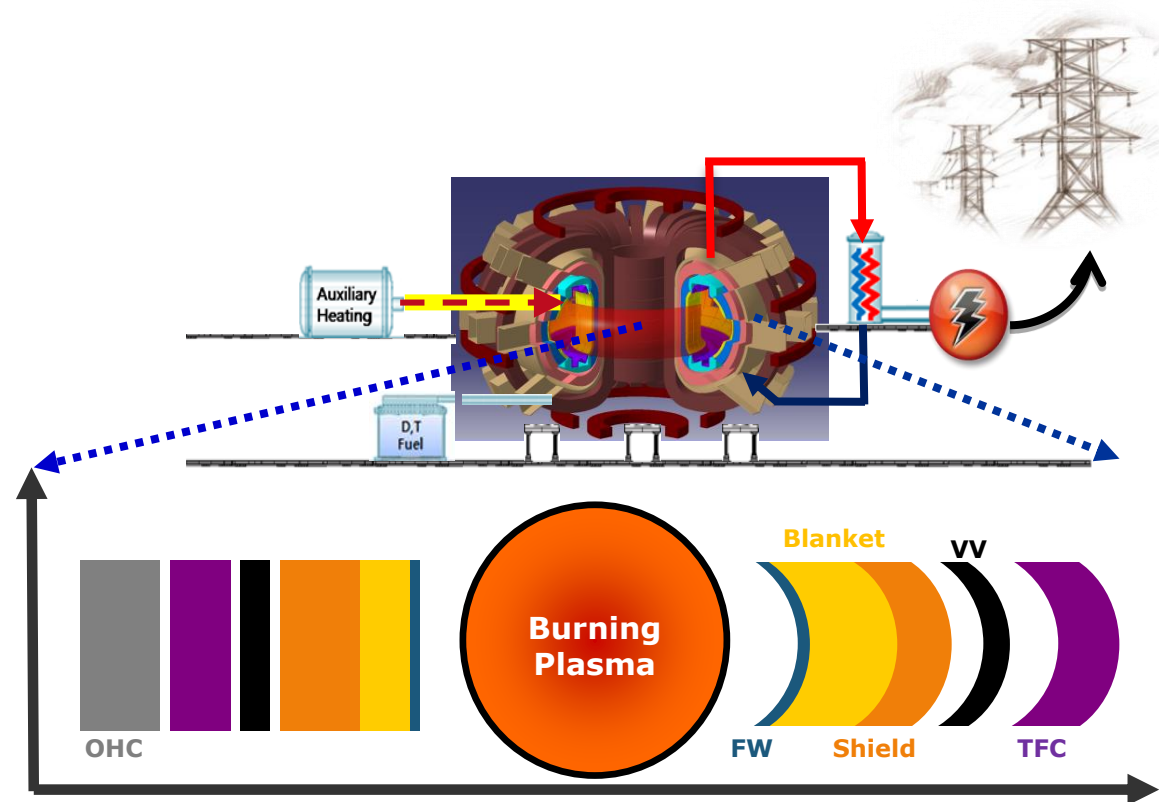 Auxiliary
Heating
D,T
Fuel
Blanket
VV
Burning
Plasma
OHC
FW
Shield
TFC